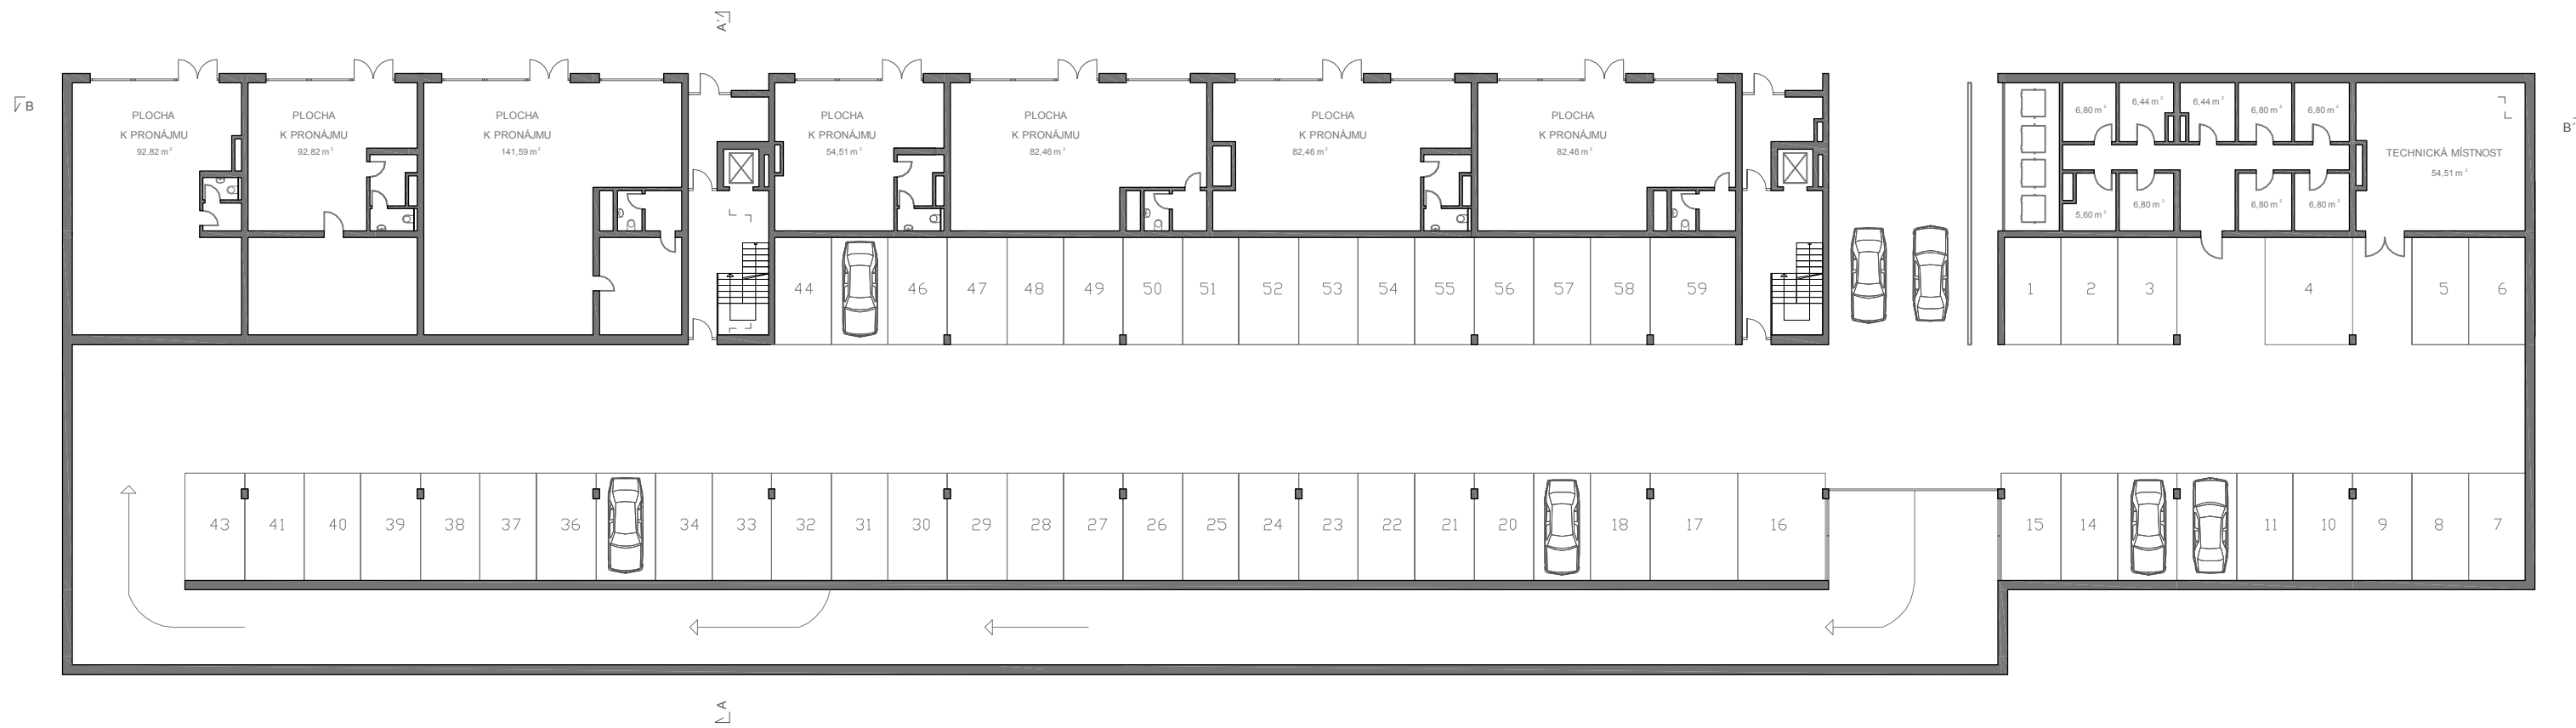 A'
B
PLOCHA
K PRONÁJMU
92,82 m²
PLOCHA
K PRONÁJMU
92,82 m²
PLOCHA
K PRONÁJMU
141,59 m²
PLOCHA
K PRONÁJMU
54,51 m²
PLOCHA
K PRONÁJMU
82,46 m²
PLOCHA
K PRONÁJMU
82,46 m²
PLOCHA
K PRONÁJMU
82,46 m²
6,80 m²
6,44 m²
6,44 m²
6,80 m²
6,80 m²
B'
TECHNICKÁ MÍSTNOST
54,51 m²
5,60 m²
6,80 m²
6,80 m²
6,80 m²
44
46
47
48
49
50
51
52
53
54
55
56
57
58
59
1
2
3
4
5
6
43
41
40
39
38
37
36
34
33
32
31
30
29
28
27
26
25
24
23
22
21
20
18
17
16
15
14
11
10
9
8
7
A